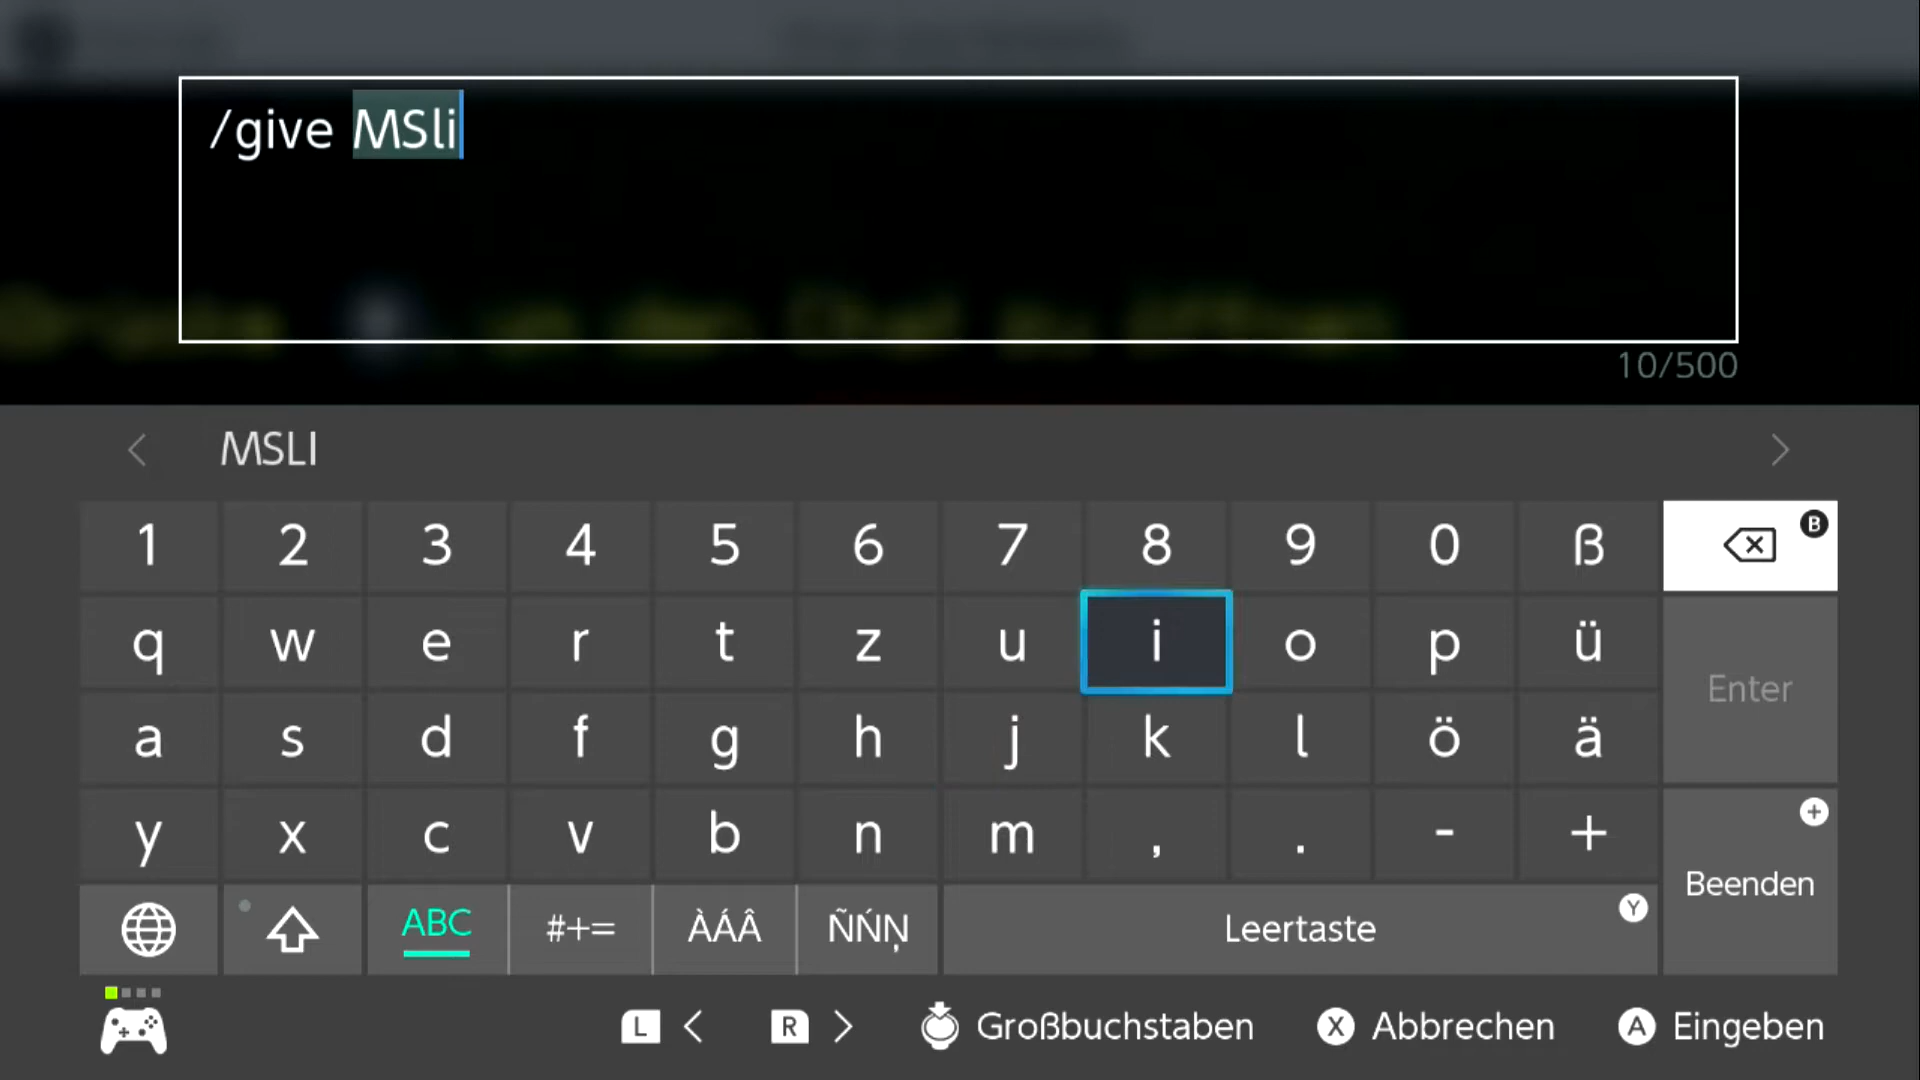 /give MSli
10/500
< MSLI >
1 2 3 4 5 6 7 8 9 0 ß B
q w e r t z u i o p ü Enter
a s d f g h j k l ö ä
y x c v b n m , . - + Beenden
ABC #+= ÀÁÂ ÑŃŅ Leertaste Y
L < R > Großbuchstaben X Abbrechen A Eingeben